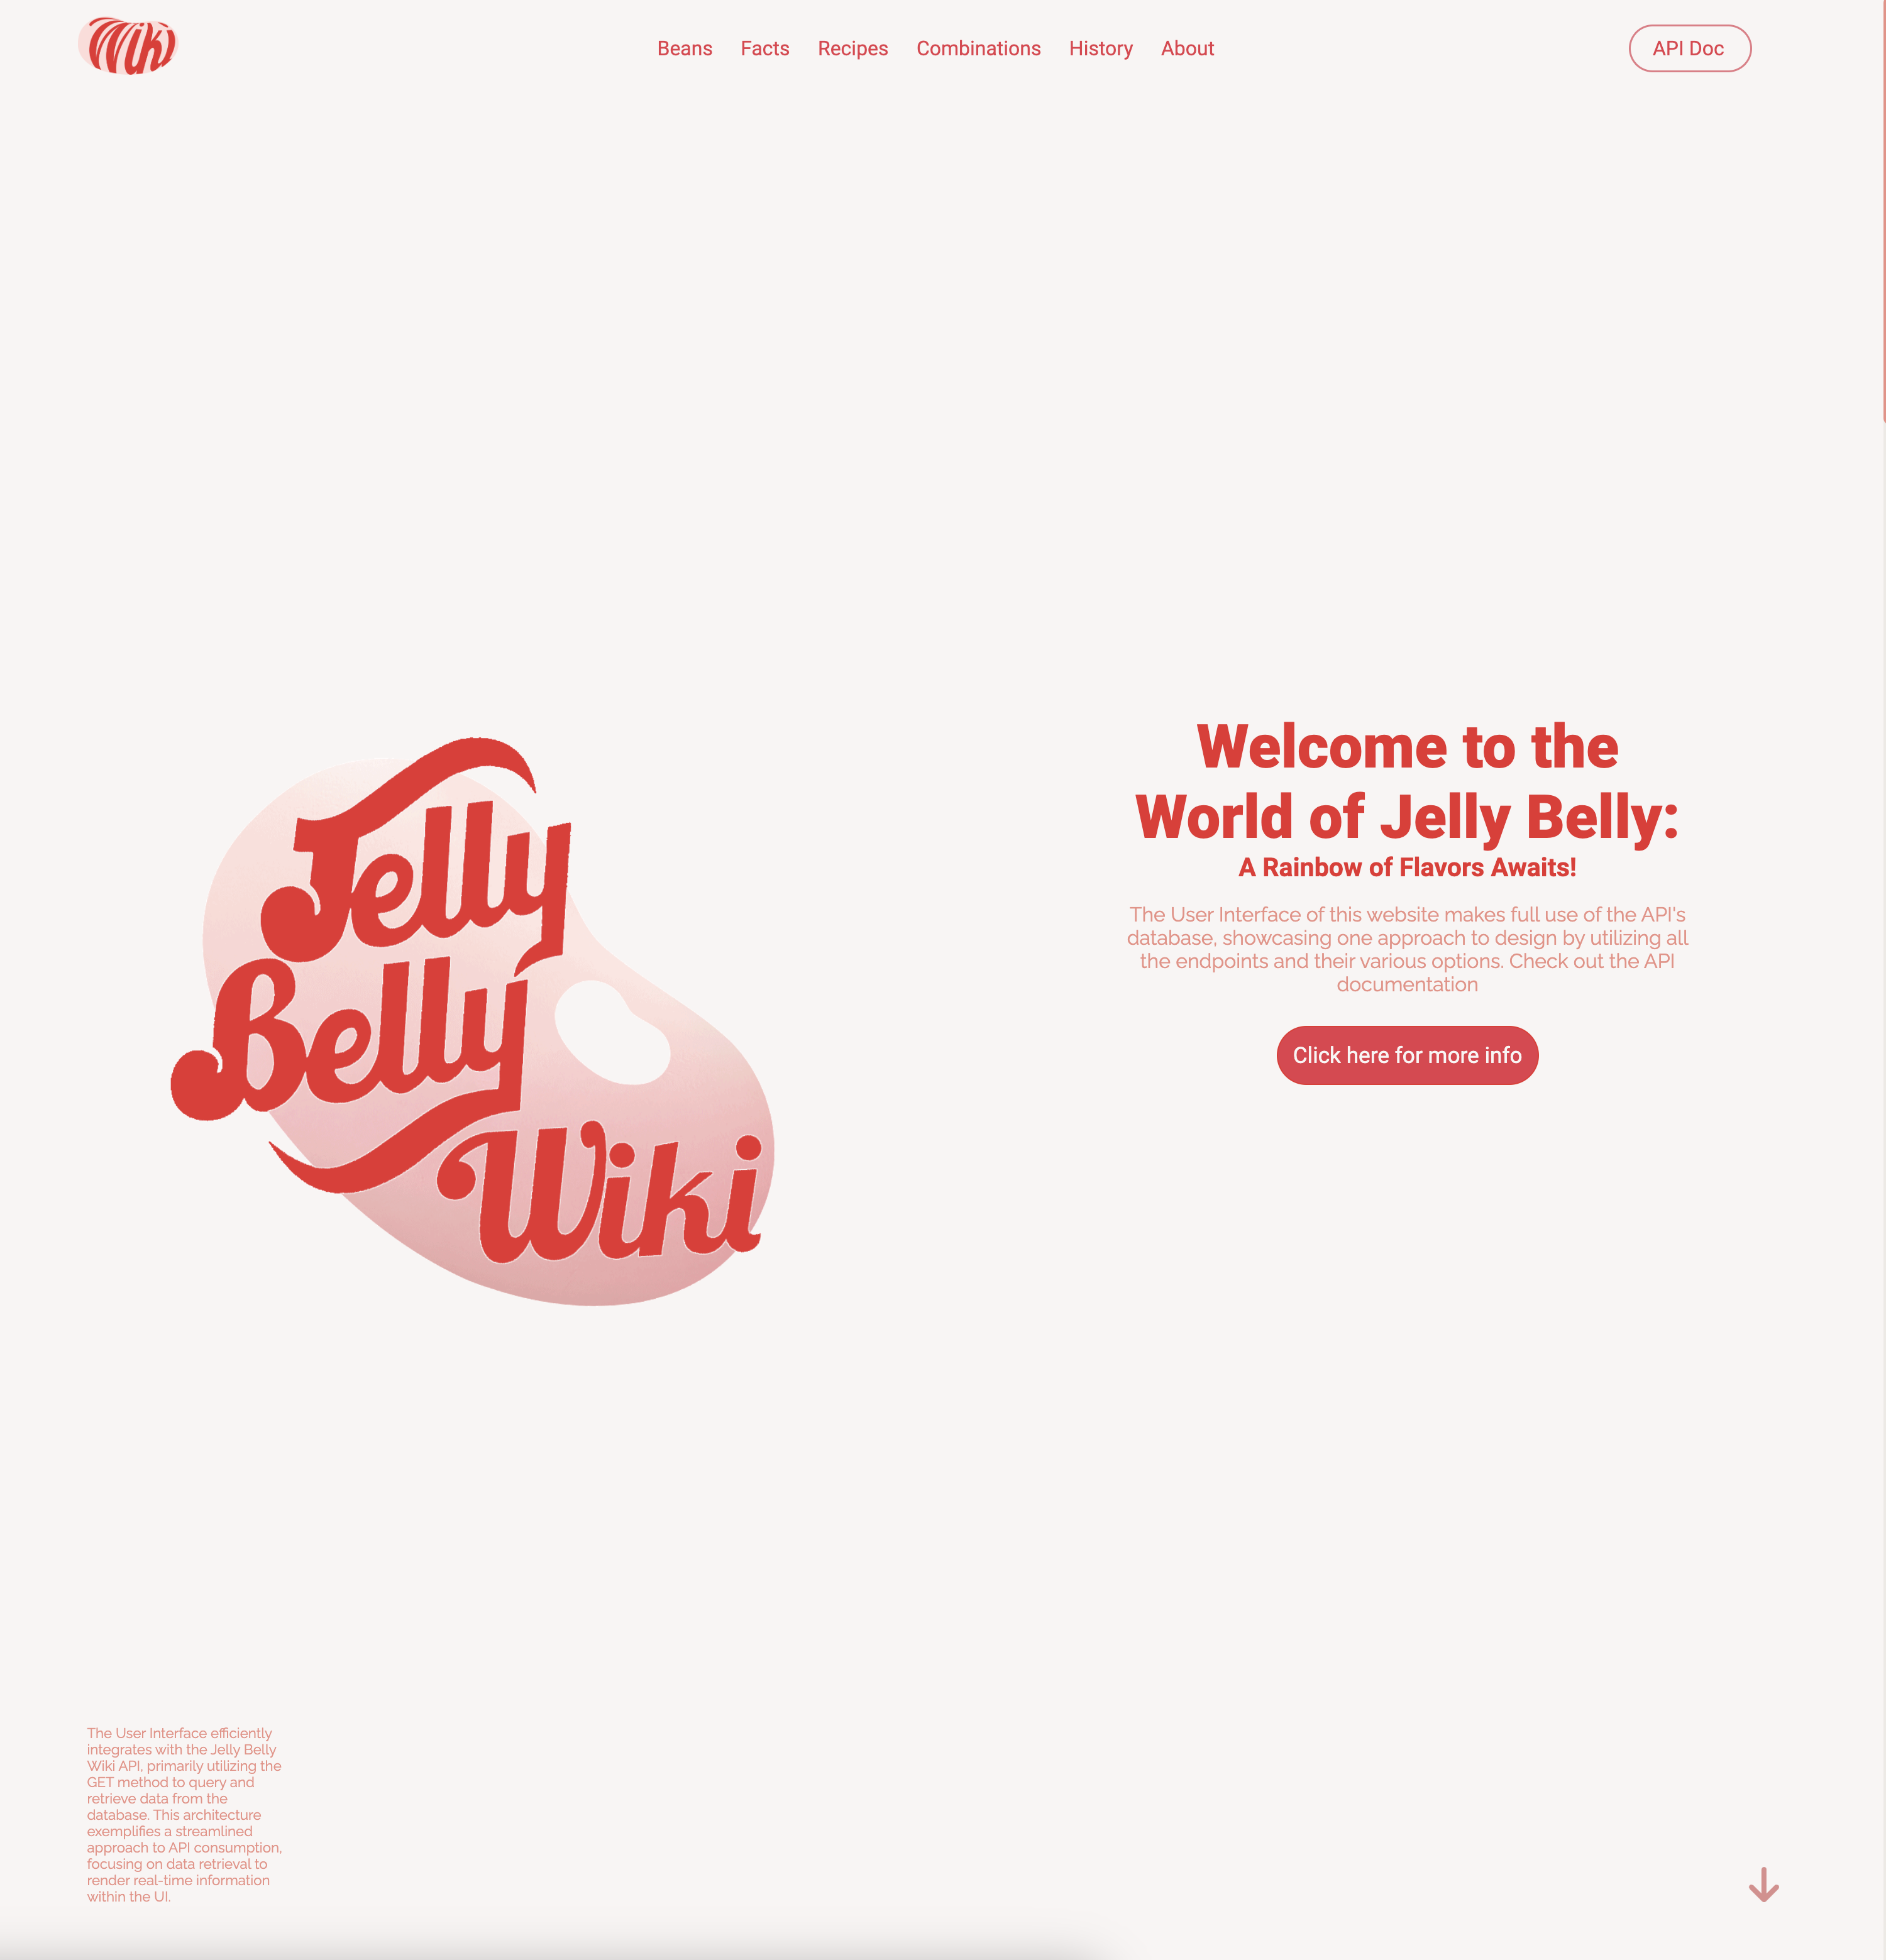 Wiki
Beans Facts Recipes Combinations History About
API Doc
Jelly
Belly
Wiki
Welcome to the
World of Jelly Belly:
A Rainbow of Flavors Awaits!
The User Interface of this website makes full use of the API's
database, showcasing one approach to design by utilizing all
the endpoints and their various options. Check out the API
documentation
Click here for more info
The User Interface efficiently
integrates with the Jelly Belly
Wiki API, primarily utilizing the
GET method to query and
retrieve data from the
database. This architecture
exemplifies a streamlined
approach to API consumption,
focusing on data retrieval to
render real-time information
within the UI.